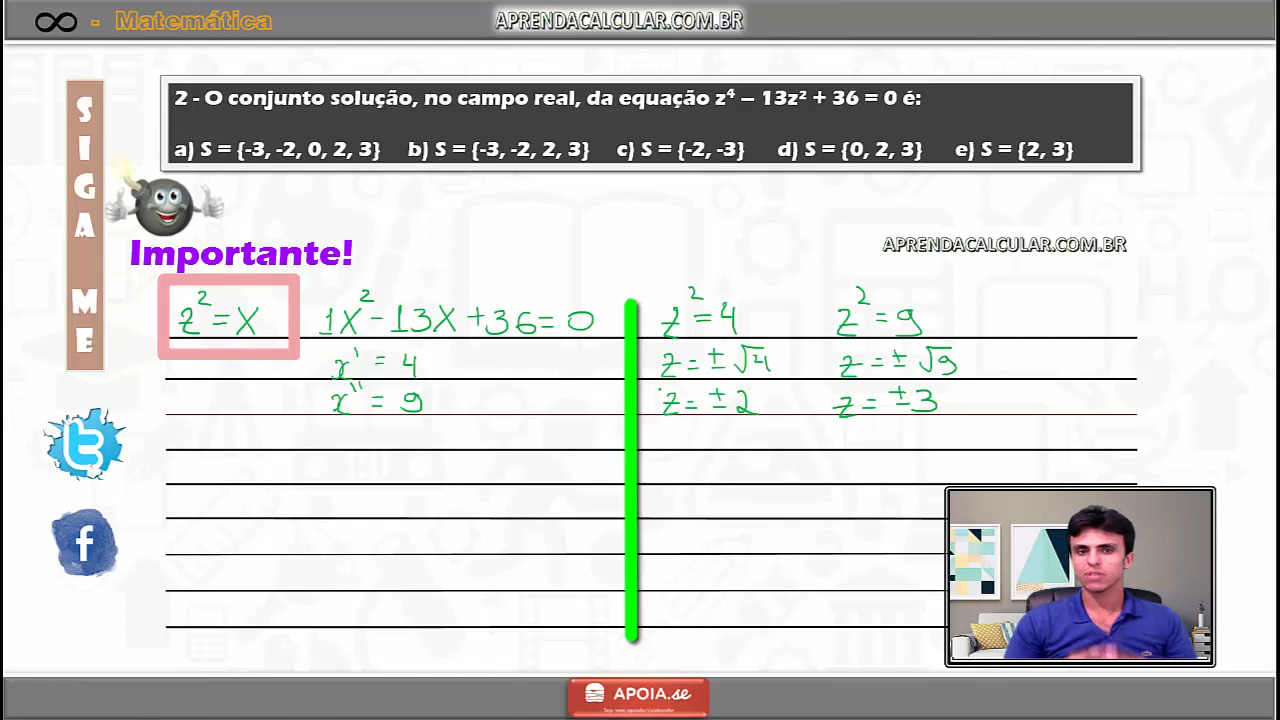 ∞ - Matemática
APRENDACALCULAR.COM.BR
SIGA ME
2 - O conjunto solução, no campo real, da equação z⁴ – 13z² + 36 = 0 é:
a) S = {-3, -2, 0, 2, 3} b) S = {-3, -2, 2, 3} c) S = {-2, -3} d) S = {0, 2, 3} e) S = {2, 3}
APRENDACALCULAR.COM.BR
Importante!
z² = x 1x² - 13x + 36 = 0 z² = 4 z² = 9
x' = 4 z = ± √4 z = ± √9
x'' = 9 z = ± 2 z = ± 3
APOIA.se